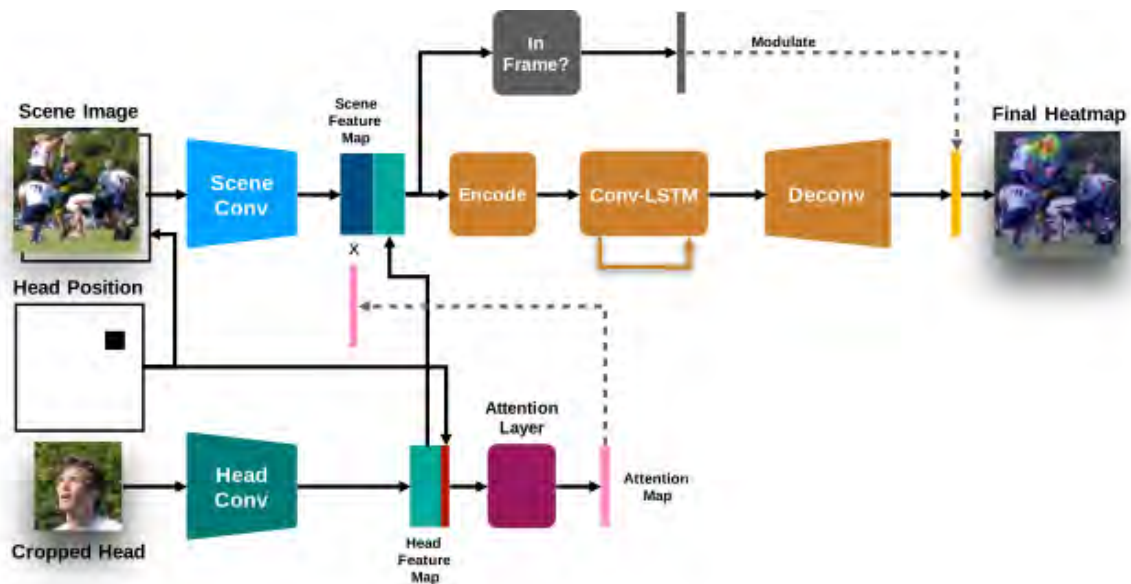 In
Frame?
Modulate
Scene Image
Scene
Feature
Map
Final Heatmap
Scene
Conv
Encode
Conv-LSTM
Deconv
X
Head Position
Attention
Layer
Head
Conv
Attention
Map
Cropped Head
Head
Feature
Map